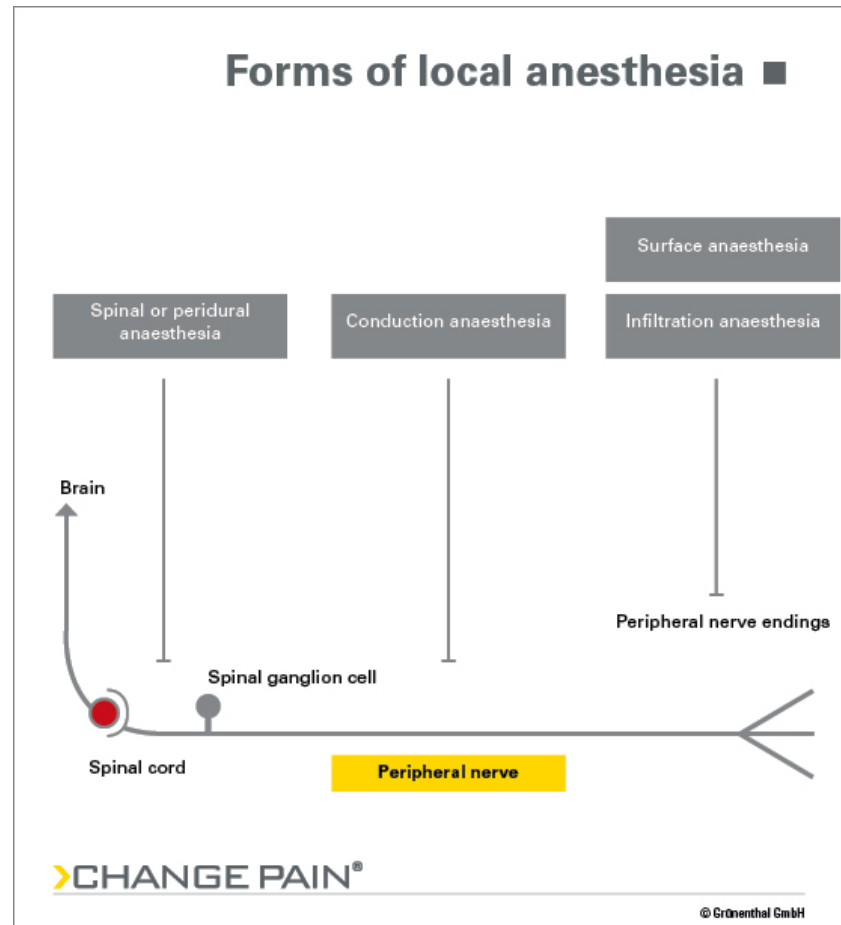 Forms of local anesthesia
Surface anaesthesia
Spinal or peridural
anaesthesia
Conduction anaesthesia
Infiltration anaesthesia
Brain
Peripheral nerve endings
Spinal ganglion cell
Spinal cord
Peripheral nerve
CHANGE PAIN®
© Grünenthal GmbH